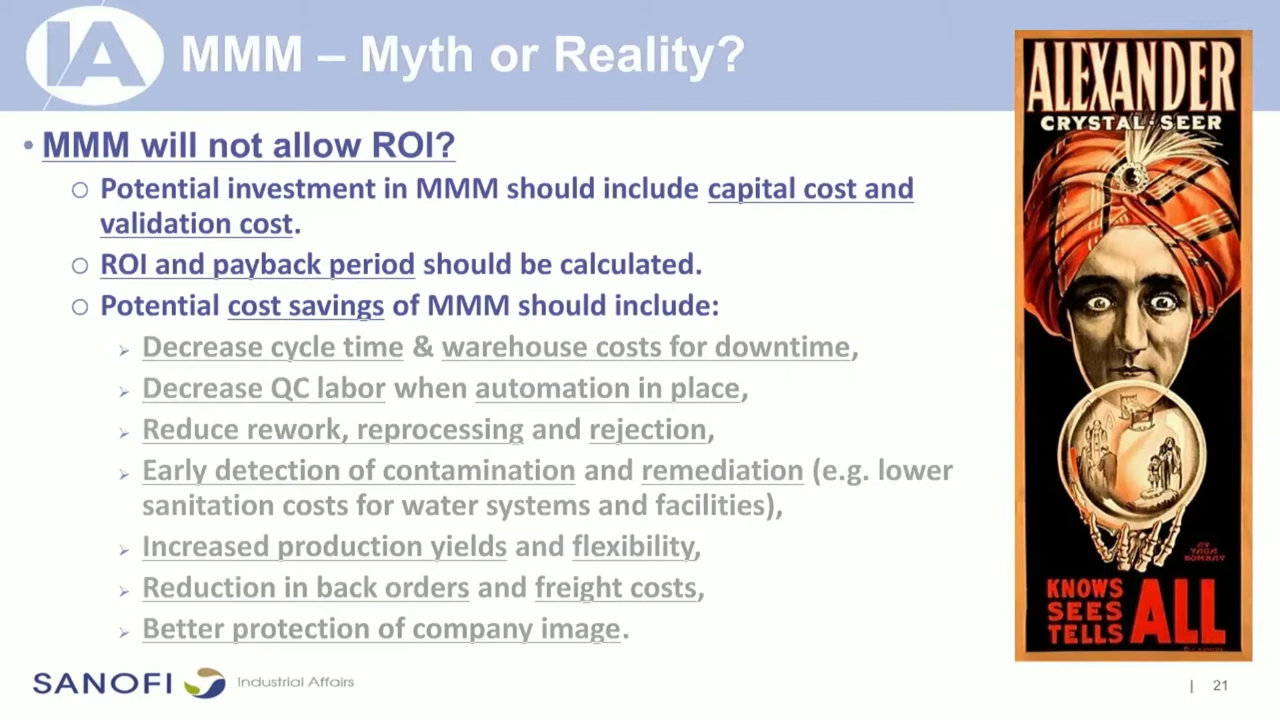 IA
MMM – Myth or Reality?
• MMM will not allow ROI?
○ Potential investment in MMM should include capital cost and
validation cost.
○ ROI and payback period should be calculated.
○ Potential cost savings of MMM should include:
➢ Decrease cycle time & warehouse costs for downtime,
➢ Decrease QC labor when automation in place,
➢ Reduce rework, reprocessing and rejection,
➢ Early detection of contamination and remediation (e.g. lower
sanitation costs for water systems and facilities),
➢ Increased production yields and flexibility,
➢ Reduction in back orders and freight costs,
➢ Better protection of company image.
ALEXANDER
CRYSTAL-SEER
AV
YAGA
BOMBAY
KNOWS
SEES
TELLS
ALL
SANOFI Industrial Affairs
| 21